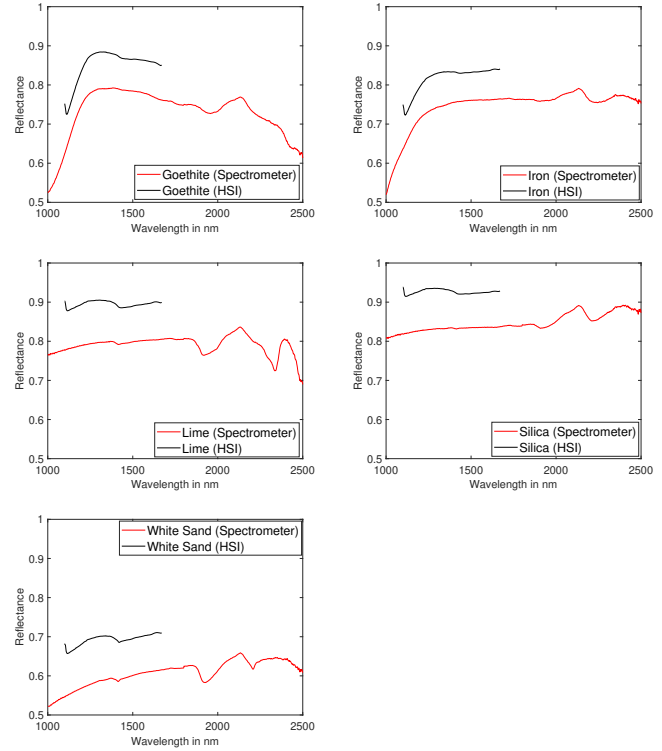 1
0.9
0.8
0.7
0.6
0.5
Reflectance
1000 1500 2000 2500
Wavelength in nm
Goethite (Spectrometer)
Goethite (HSI)
1
0.9
0.8
0.7
0.6
0.5
Reflectance
1000 1500 2000 2500
Wavelength in nm
Iron (Spectrometer)
Iron (HSI)
1
0.9
0.8
0.7
0.6
0.5
Reflectance
1000 1500 2000 2500
Wavelength in nm
Lime (Spectrometer)
Lime (HSI)
1
0.9
0.8
0.7
0.6
0.5
Reflectance
1000 1500 2000 2500
Wavelength in nm
Silica (Spectrometer)
Silica (HSI)
1
0.9
0.8
0.7
0.6
0.5
Reflectance
1000 1500 2000 2500
Wavelength in nm
White Sand (Spectrometer)
White Sand (HSI)